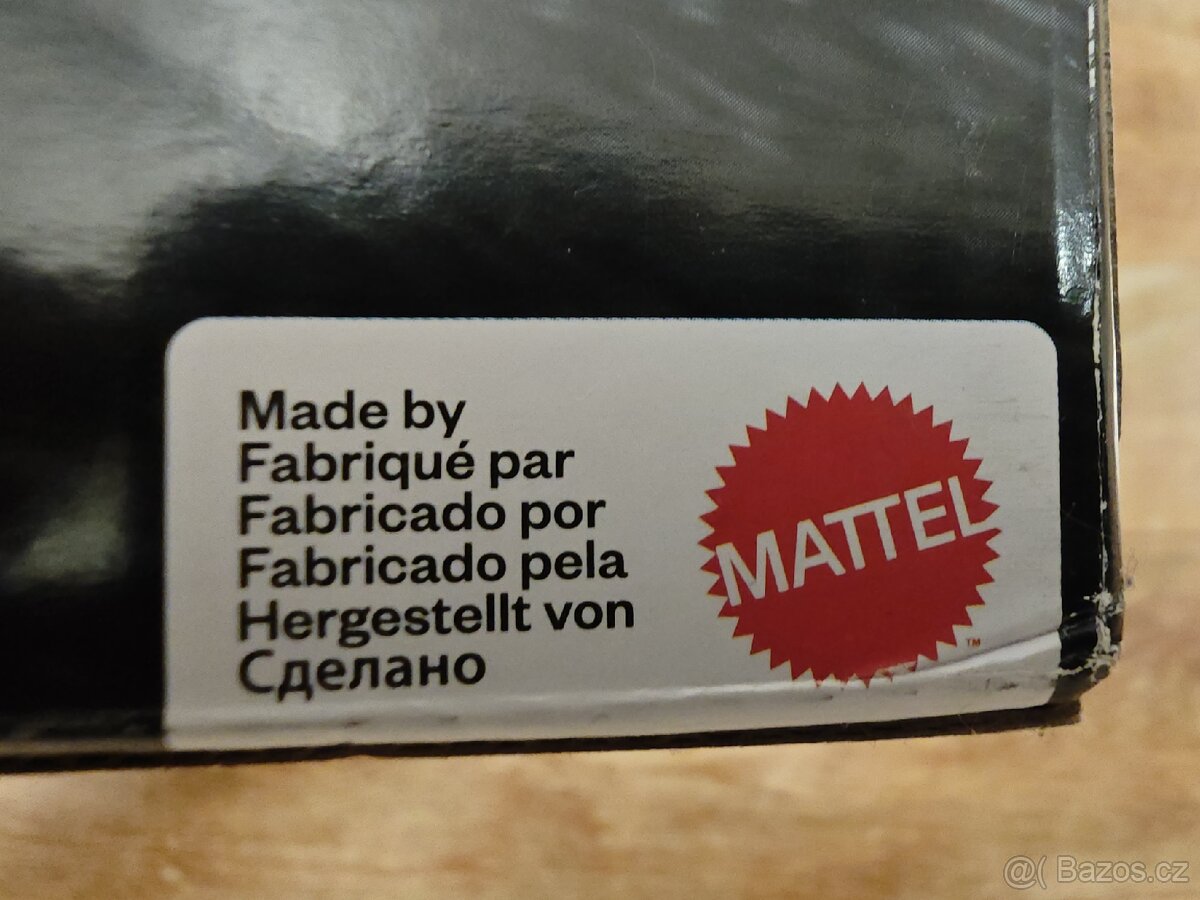 Made by
Fabriqué par
Fabricado por
Fabricado pela
Hergestellt von
Сделано
MATTEL
TM
@( Bazos.cz